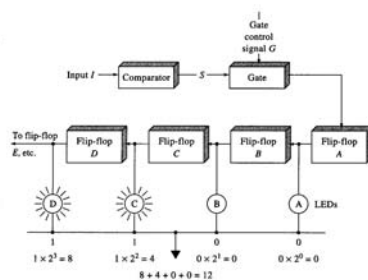 Gate
control
signal G
Input I
Comparator
S
Gate
To flip-flop
E, etc.
Flip-flop
D
Flip-flop
C
Flip-flop
B
Flip-flop
A
D
C
B
A
LEDs
1
1
0
0
1 × 2³ = 8
1 × 2² = 4
0 × 2¹ = 0
0 × 2⁰ = 0
8 + 4 + 0 + 0 = 12